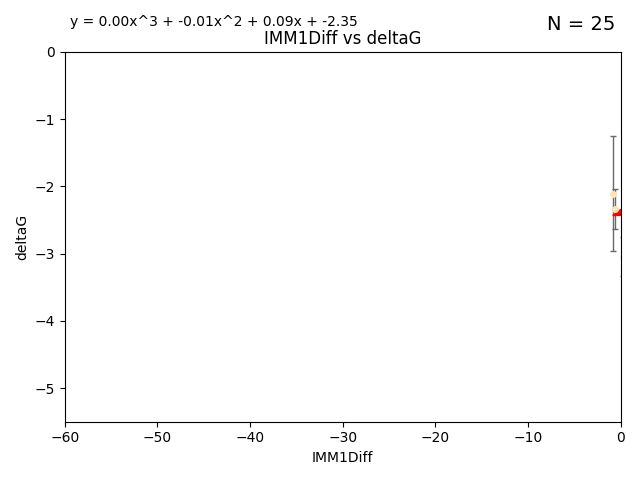 y = 0.00x^3 + -0.01x^2 + 0.09x + -2.35
N = 25
IMM1Diff vs deltaG
0
−1
−2
−3
−4
−5
deltaG
−60 −50 −40 −30 −20 −10 0
IMM1Diff